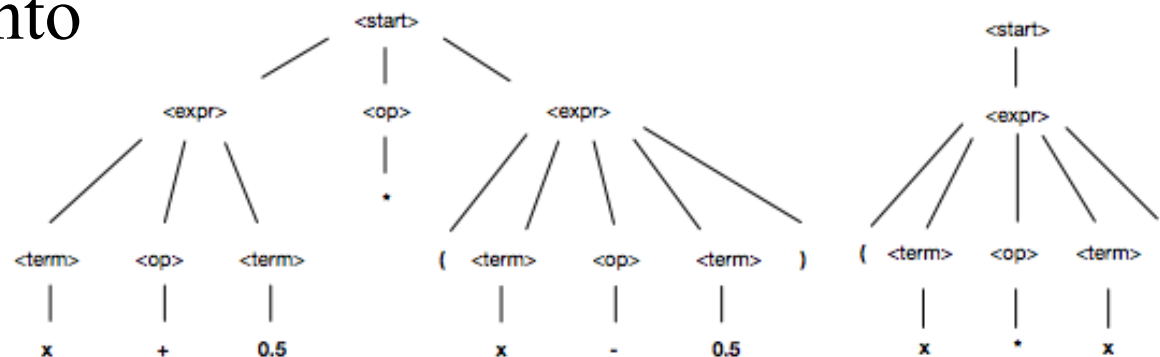 nto
<start>
<start>
<expr> <op> <expr>
<expr>
*
<term> <op> <term> ( <term> <op> <term> )
( <term> <op> <term>
x + 0.5 x - 0.5
x * x